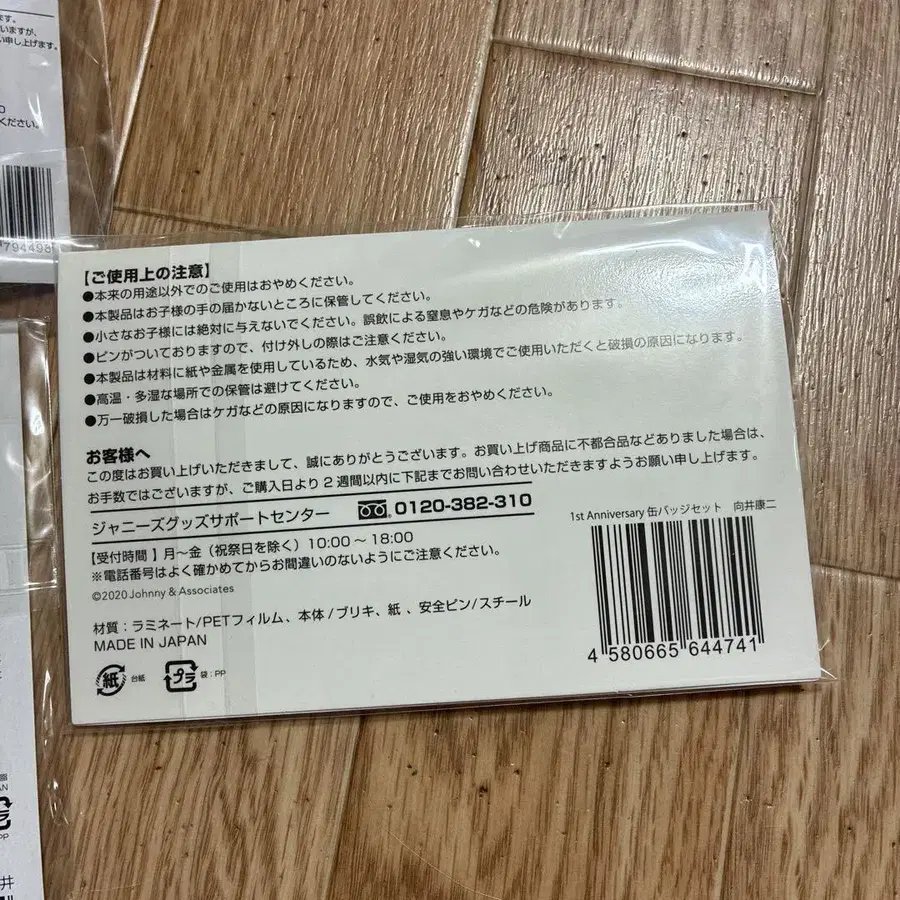 ます。
いますが、
い申し上げます。
ください。
794498
【ご使用上の注意】
●本来の用途以外でのご使用はおやめください。
●本製品はお子様の手の届かないところに保管してください。
●小さなお子様には絶対に与えないでください。誤飲による窒息やケガなどの危険があります。
●ピンがついておりますので、付け外しの際はご注意ください。
●本製品は材料に紙や金属を使用しているため、水気や湿気の強い環境でご使用いただくと破損の原因になります。
●高温・多湿な場所での保管は避けてください。
●万一破損した場合はケガなどの原因になりますので、ご使用をおやめください。
お客様へ
この度はお買い上げいただきまして、誠にありがとうございます。お買い上げ商品に不都合品などありました場合は、
お手数ではございますが、ご購入日より2週間以内に下記までお問い合わせいただきますようお願い申し上げます。
ジャニーズグッズサポートセンター 0120-382-310
【受付時間】月～金（祝祭日を除く）10:00～18:00
※電話番号はよく確かめてからお間違いのないようにご注意ください。
©2020 Johnny & Associates
材質：ラミネート/PETフィルム、本体/ブリキ、紙、安全ピン/スチール
MADE IN JAPAN
紙 台紙 プラ 袋：PP
1st Anniversary 缶バッジセット 向井康二
4 580665 644741
AN
PP
井